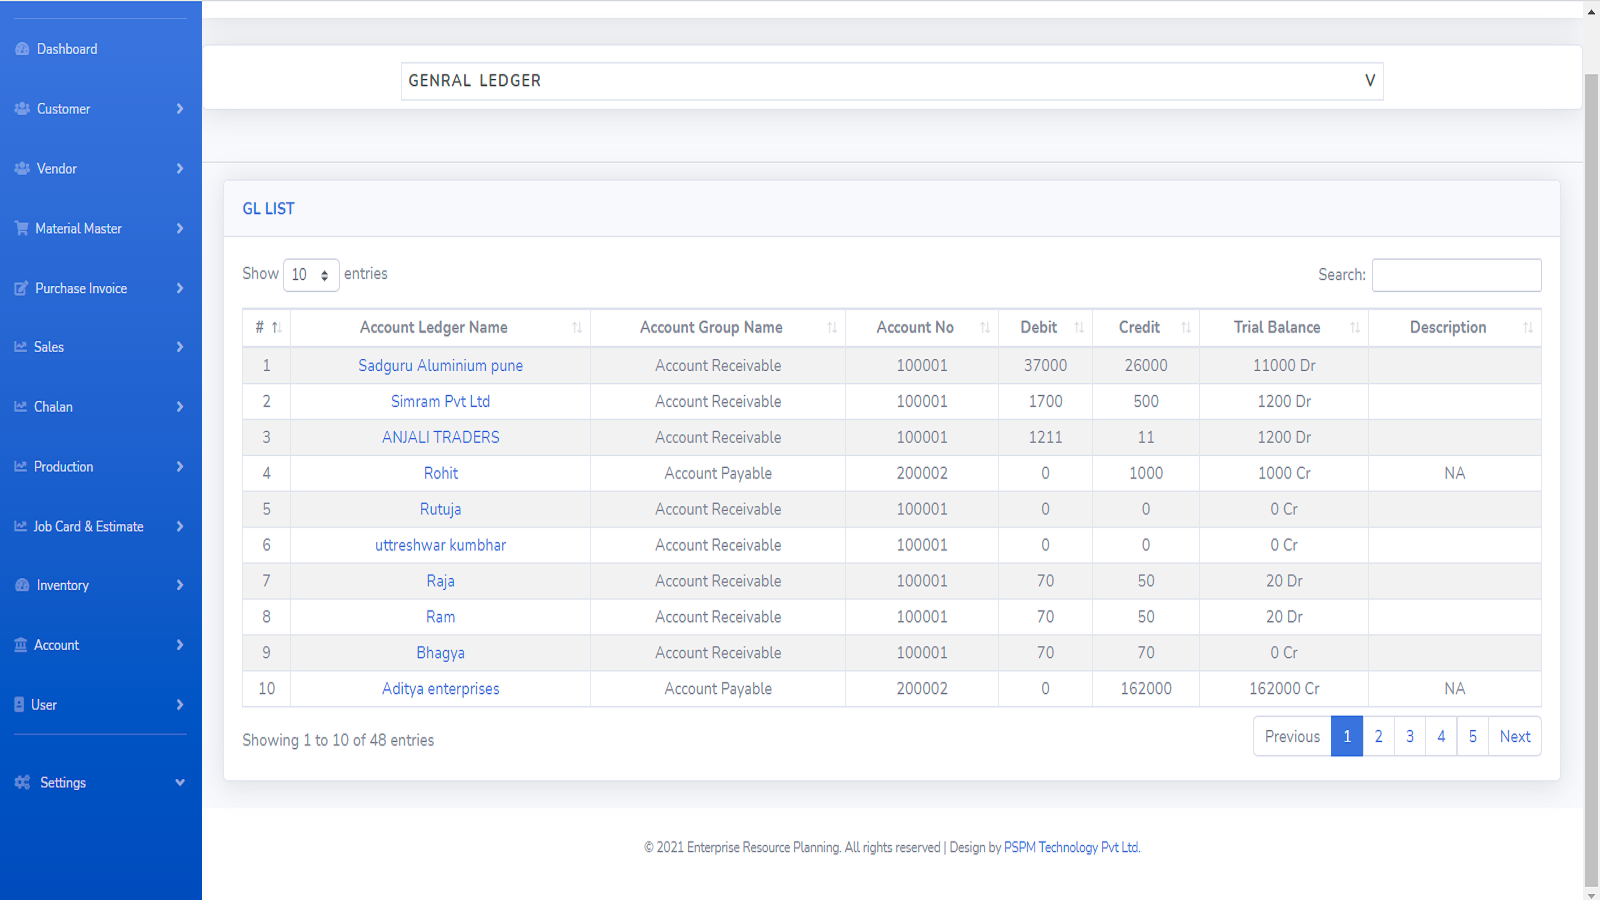 Dashboard
Customer
Vendor
Material Master
Purchase Invoice
Sales
Chalan
Production
Job Card & Estimate
Inventory
Account
User
Settings
GENRAL LEDGER V
GL LIST
Show 10 entries Search:
# Account Ledger Name Account Group Name Account No Debit Credit Trial Balance Description
1 Sadguru Aluminium pune Account Receivable 100001 37000 26000 11000 Dr
2 Simram Pvt Ltd Account Receivable 100001 1700 500 1200 Dr
3 ANJALI TRADERS Account Receivable 100001 1211 11 1200 Dr
4 Rohit Account Payable 200002 0 1000 1000 Cr NA
5 Rutuja Account Receivable 100001 0 0 0 Cr
6 uttreshwar kumbhar Account Receivable 100001 0 0 0 Cr
7 Raja Account Receivable 100001 70 50 20 Dr
8 Ram Account Receivable 100001 70 50 20 Dr
9 Bhagya Account Receivable 100001 70 70 0 Cr
10 Aditya enterprises Account Payable 200002 0 162000 162000 Cr NA
Showing 1 to 10 of 48 entries Previous 1 2 3 4 5 Next
© 2021 Enterprise Resource Planning. All rights reserved | Design by PSPM Technology Pvt Ltd.